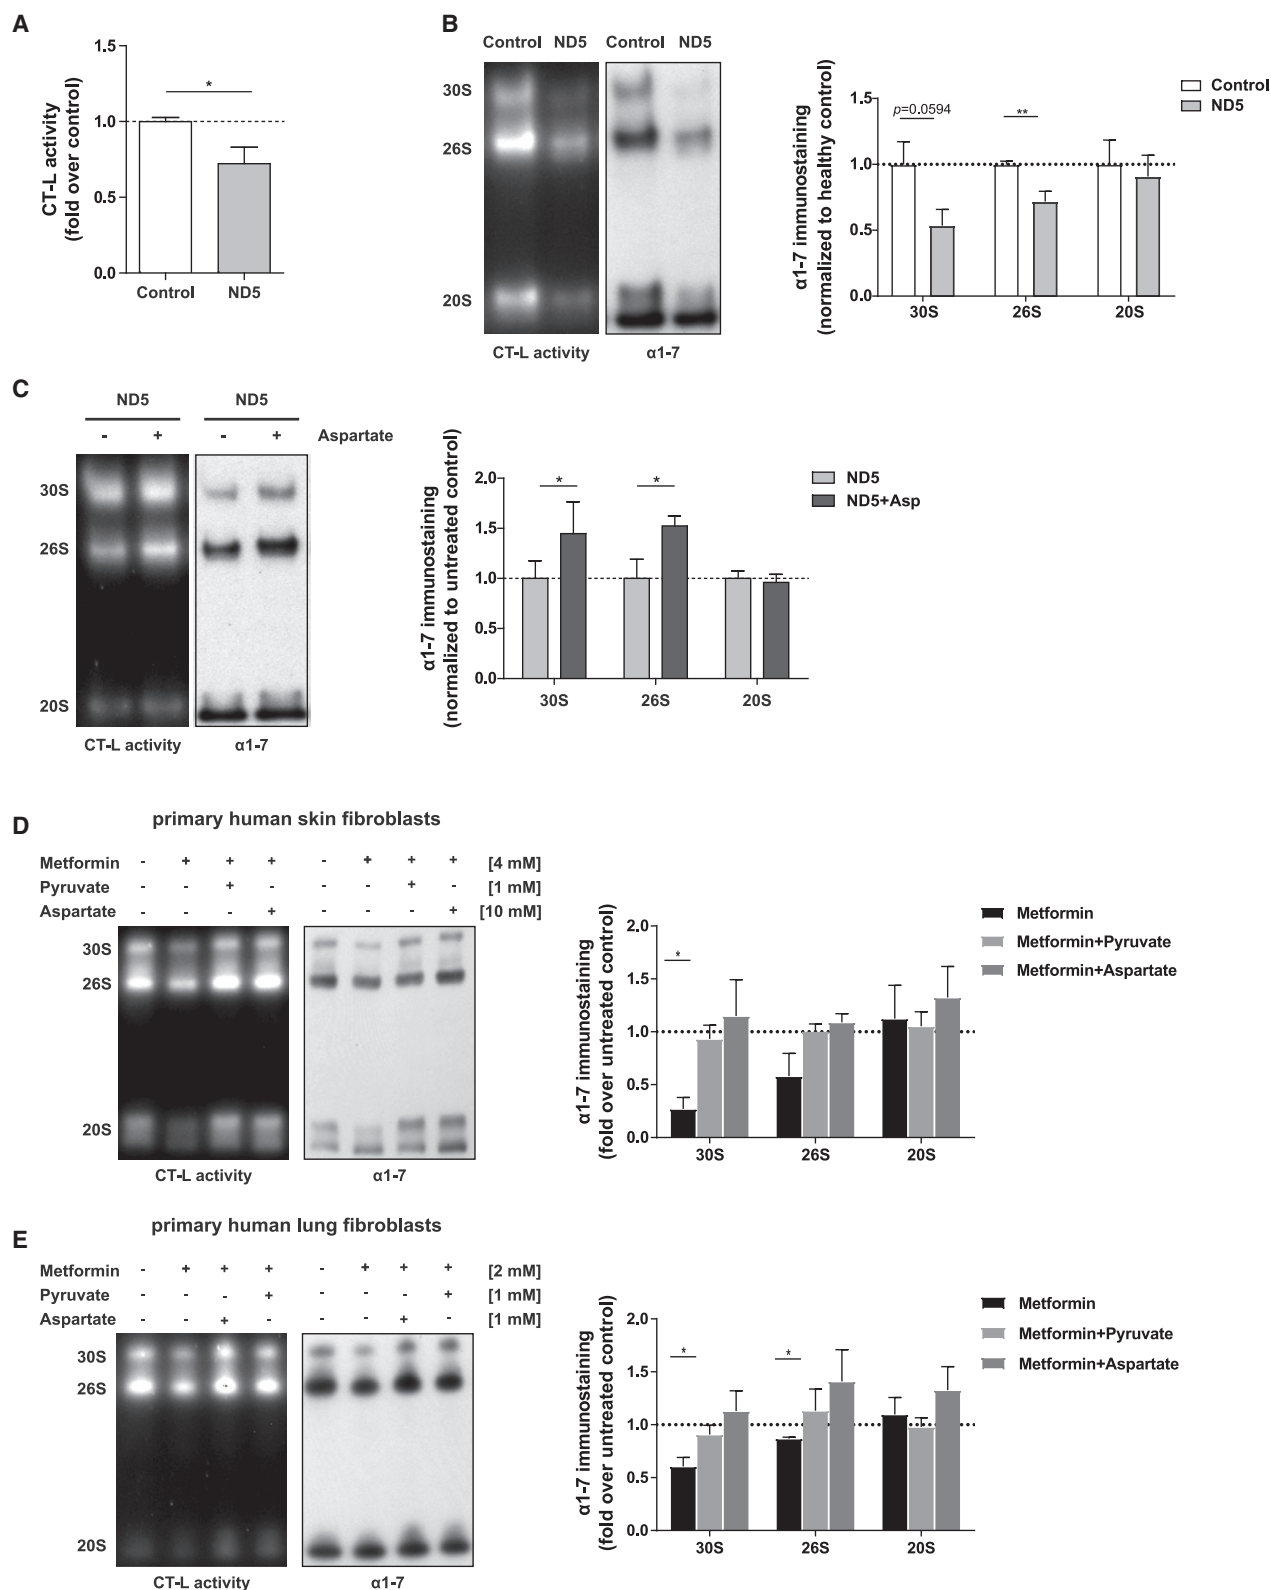 A
CT-L activity
(fold over control)
1.5
1.0
0.5
0.0
*
Control ND5
B
Control ND5 Control ND5
30S
26S
20S
CT-L activity α1-7
α1-7 immunostaining
(normalized to healthy control)
1.5
1.0
0.5
0.0
p=0.0594
**
30S 26S 20S
Control
ND5
C
ND5 ND5
- + - + Aspartate
30S
26S
20S
CT-L activity α1-7
α1-7 immunostaining
(normalized to untreated control)
2.0
1.5
1.0
0.5
0.0
* *
30S 26S 20S
ND5
ND5+Asp
D
primary human skin fibroblasts
Metformin - + + + - + + + [4 mM]
Pyruvate - - + - - - + - [1 mM]
Aspartate - - - + - - - + [10 mM]
30S
26S
20S
CT-L activity α1-7
α1-7 immunostaining
(fold over untreated control)
2.0
1.5
1.0
0.5
0.0
*
30S 26S 20S
Metformin
Metformin+Pyruvate
Metformin+Aspartate
E
primary human lung fibroblasts
Metformin - + + + - + + + [2 mM]
Pyruvate - - - + - - - + [1 mM]
Aspartate - - + - - - + - [1 mM]
30S
26S
20S
CT-L activity α1-7
α1-7 immunostaining
(fold over untreated control)
2.0
1.5
1.0
0.5
0.0
* *
30S 26S 20S
Metformin
Metformin+Pyruvate
Metformin+Aspartate